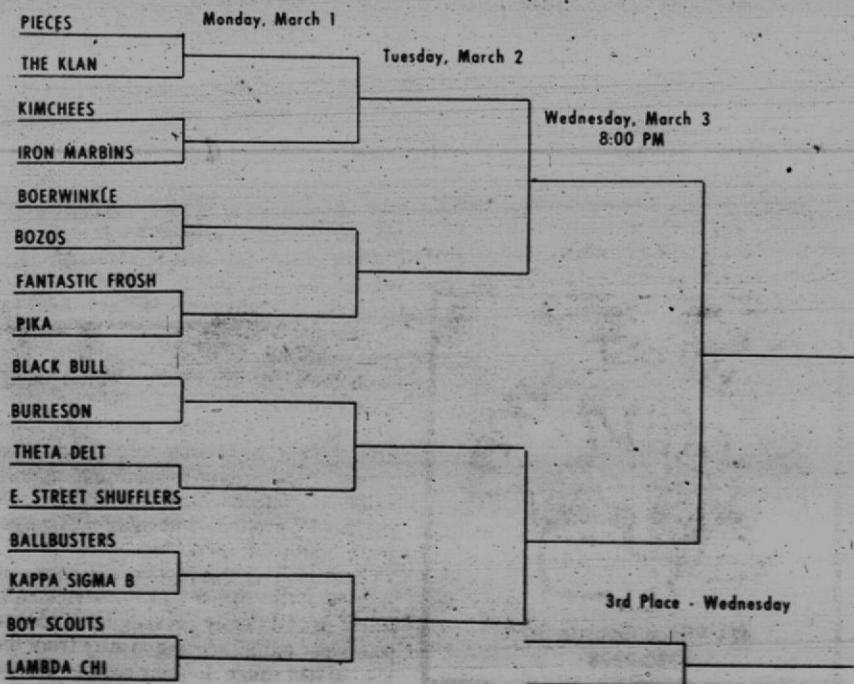 PIECES
Monday, March 1
THE KLAN
Tuesday, March 2
KIMCHEES
Wednesday, March 3
8:00 PM
IRON MARBINS
BOERWINKLE
BOZOS
FANTASTIC FROSH
PIKA
BLACK BULL
BURLESON
THETA DELT
E. STREET SHUFFLERS
BALLBUSTERS
KAPPA SIGMA B
3rd Place - Wednesday
BOY SCOUTS
LAMBDA CHI